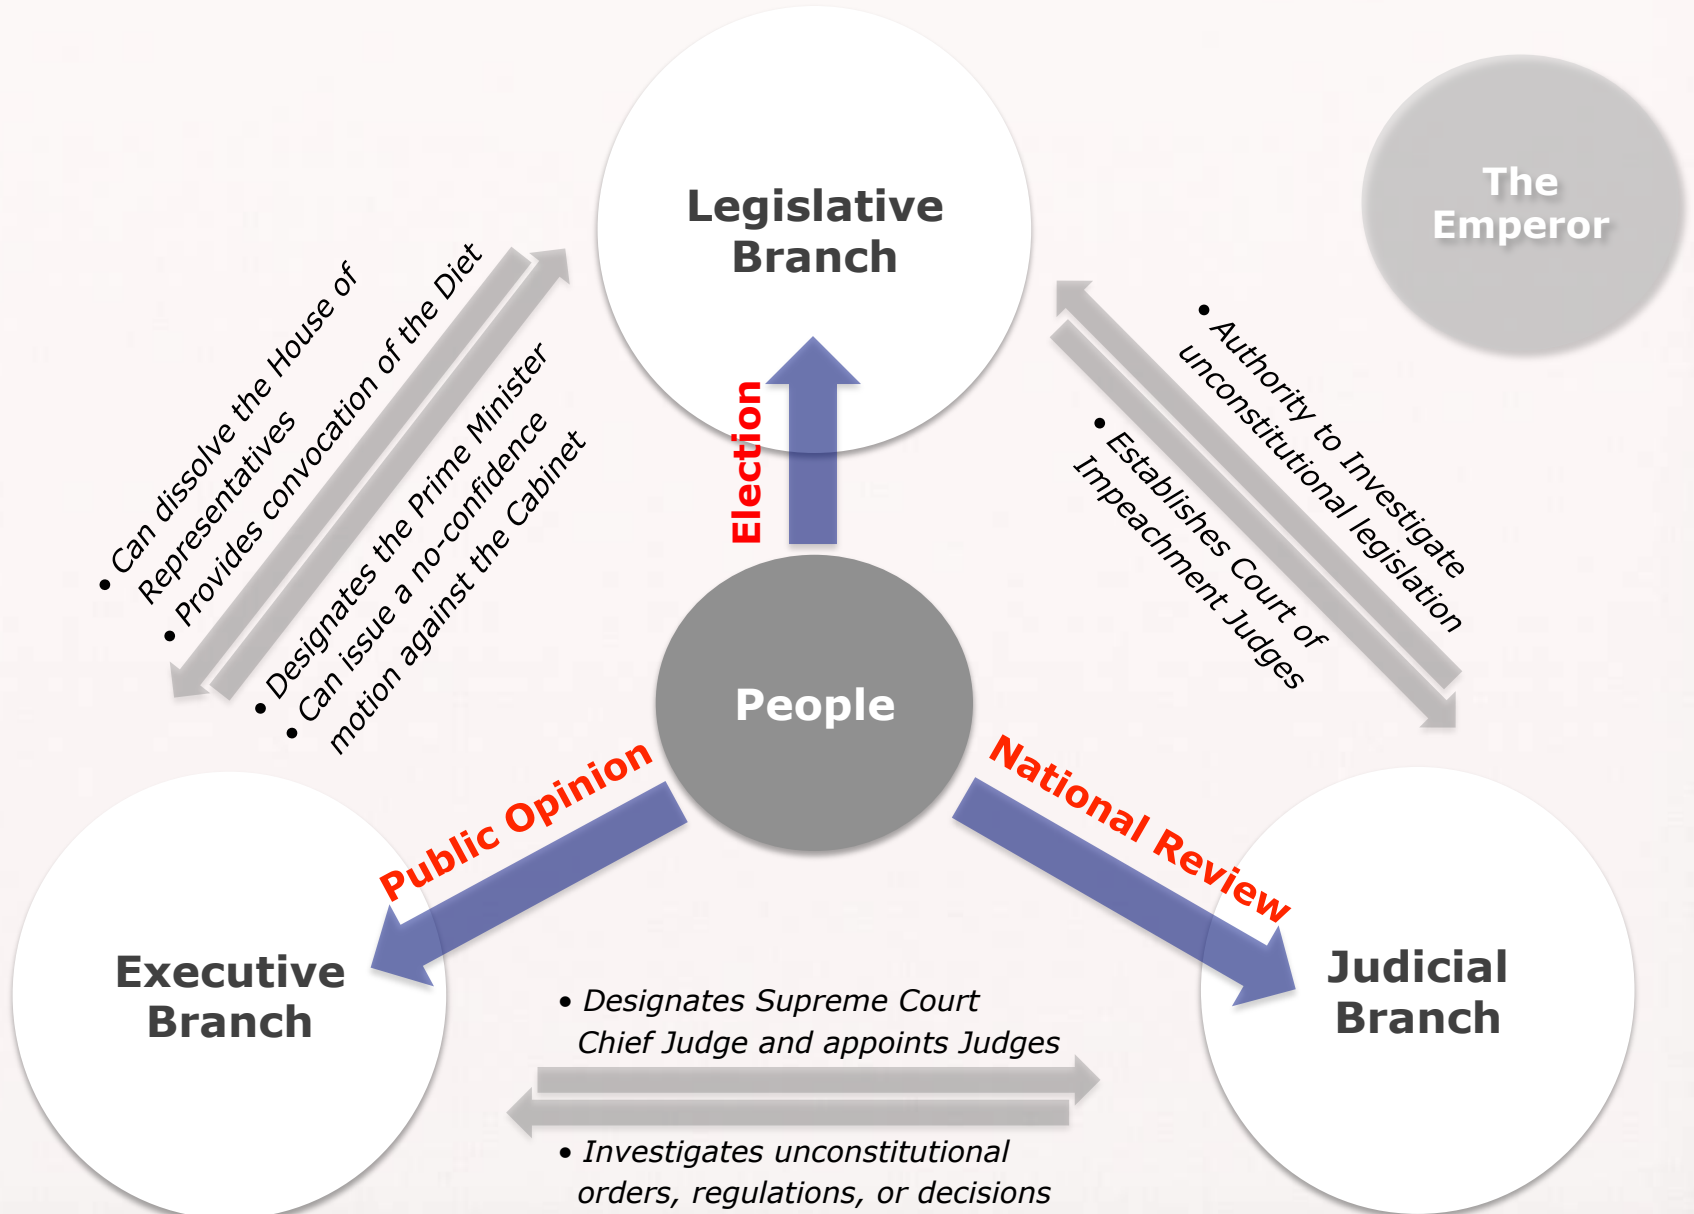 Legislative
Branch
The
Emperor
• Can dissolve the House of
Representatives
• Provides convocation of the Diet
• Designates the Prime Minister
• Can issue a no-confidence
motion against the Cabinet
• Authority to Investigate
unconstitutional legislation
• Establishes Court of
Impeachment Judges
Election
People
Public Opinion
National Review
Executive
Branch
Judicial
Branch
• Designates Supreme Court
Chief Judge and appoints Judges
• Investigates unconstitutional
orders, regulations, or decisions